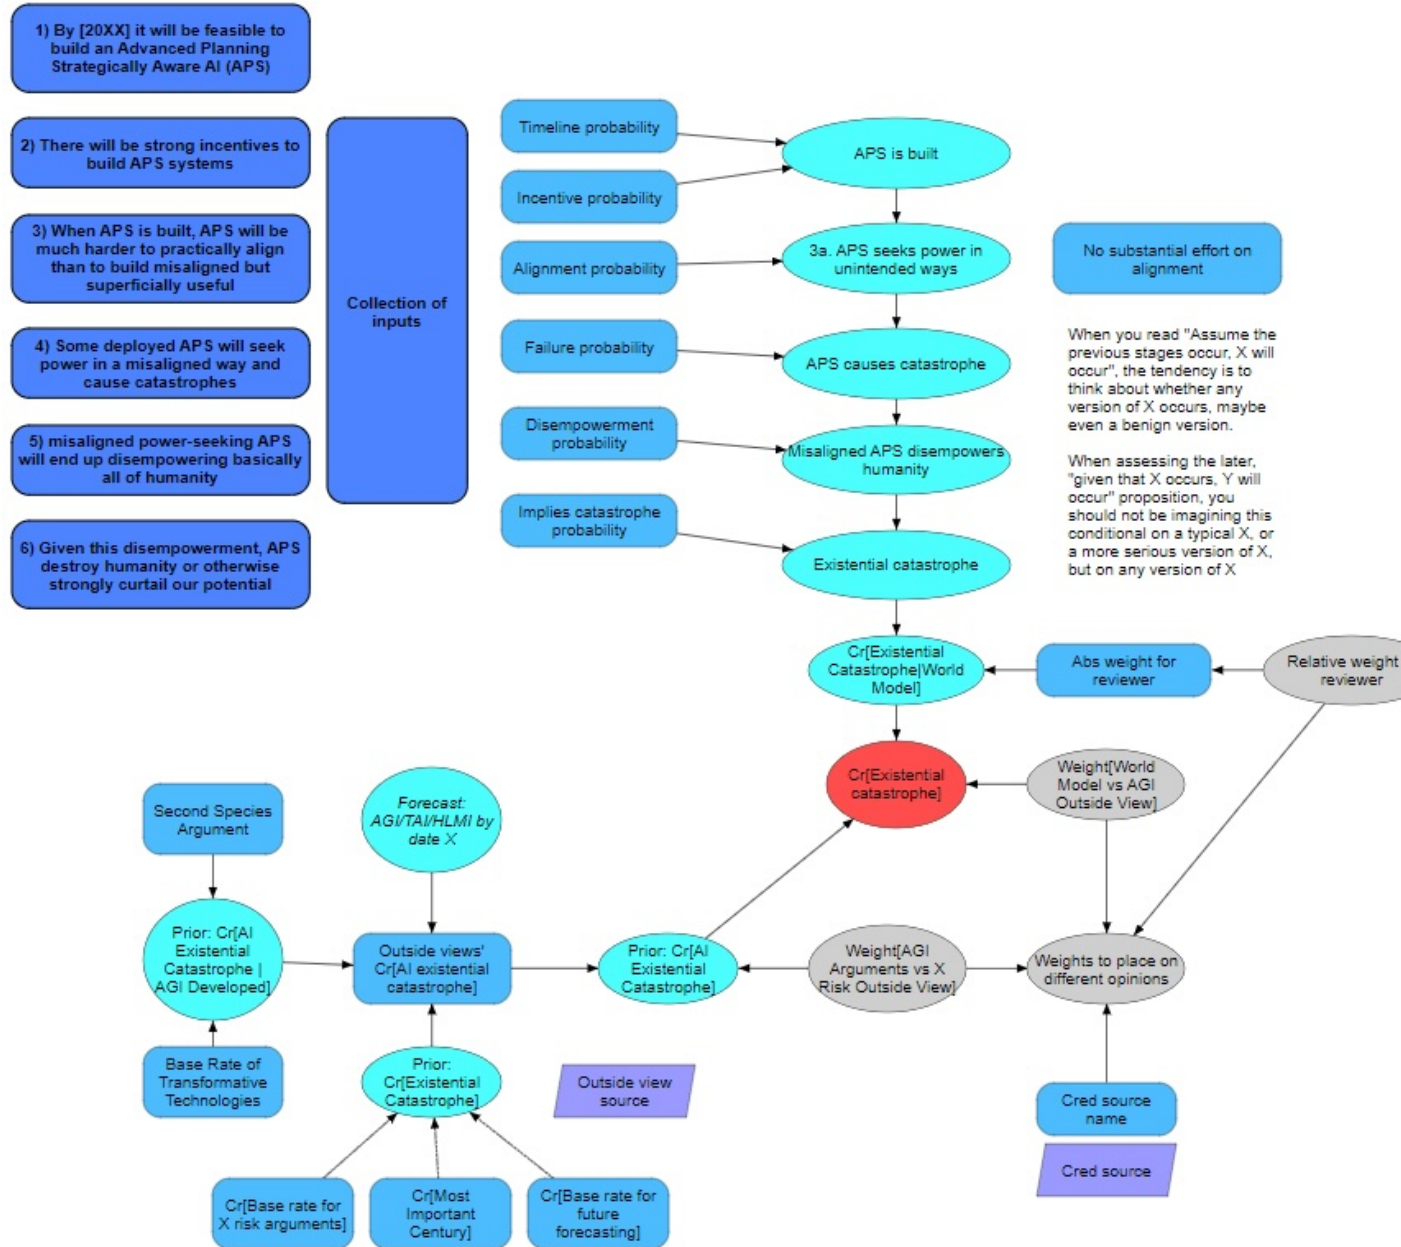 1) By [20XX] it will be feasible to
build an Advanced Planning
Strategically Aware AI (APS)
2) There will be strong incentives to
build APS systems
3) When APS is built, APS will be
much harder to practically align
than to build misaligned but
superficially useful
4) Some deployed APS will seek
power in a misaligned way and
cause catastrophes
5) misaligned power-seeking APS
will end up disempowering basically
all of humanity
6) Given this disempowerment, APS
destroy humanity or otherwise
strongly curtail our potential
Collection of
inputs
Timeline probability
Incentive probability
Alignment probability
Failure probability
Disempowerment
probability
Implies catastrophe
probability
APS is built
3a. APS seeks power in
unintended ways
APS causes catastrophe
Misaligned APS disempowers
humanity
Existential catastrophe
No substantial effort on
alignment
When you read "Assume the
previous stages occur, X will
occur", the tendency is to
think about whether any
version of X occurs, maybe
even a benign version.
When assessing the later,
"given that X occurs, Y will
occur" proposition, you
should not be imagining this
conditional on a typical X, or
a more serious version of X,
but on any version of X
Cr[Existential
Catastrophe|World
Model]
Abs weight for
reviewer
Relative weight
reviewer
Cr[Existential
catastrophe]
Weight[World
Model vs AGI
Outside View]
Second Species
Argument
Forecast:
AGI/TAI/HLMI by
date X
Prior: Cr[AI
Existential
Catastrophe |
AGI Developed]
Outside views'
Cr[AI existential
catastrophe]
Prior: Cr[AI
Existential
Catastrophe]
Weight[AGI
Arguments vs X
Risk Outside View]
Weights to place on
different opinions
Base Rate of
Transformative
Technologies
Prior:
Cr[Existential
Catastrophe]
Outside view
source
Cred source
name
Cred source
Cr[Base rate for
X risk arguments]
Cr[Most
Important
Century]
Cr[Base rate for
future
forecasting]